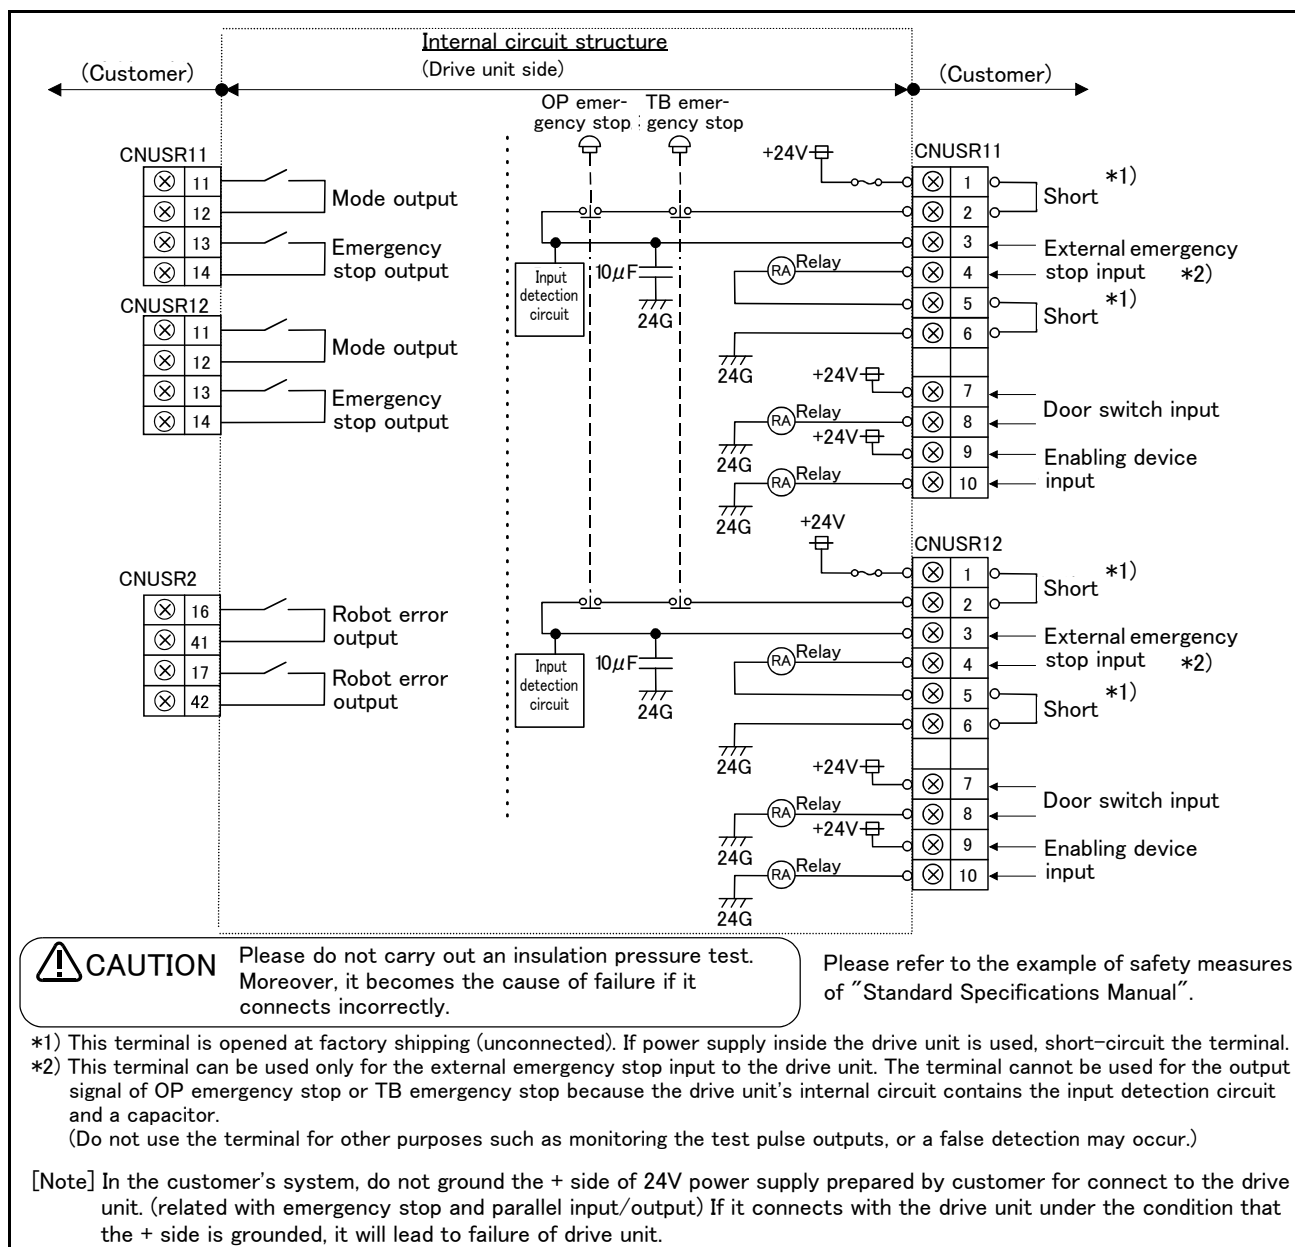 Internal circuit structure
(Customer)
(Drive unit side)
(Customer)
OP emer-
gency stop
TB emer-
gency stop
CNUSR11
11
12
Mode output
13
14
Emergency
stop output
CNUSR12
11
12
Mode output
13
14
Emergency
stop output
CNUSR2
16
41
Robot error
output
17
42
Robot error
output
+24V
CNUSR11
1
2
Short *1)
3
4
External emergency
stop input *2)
Input
detection
circuit
10μF
24G
RA Relay
5
6
Short *1)
24G
+24V
7
8
Door switch input
RA Relay
24G
+24V
9
10
Enabling device
input
RA Relay
24G
+24V
CNUSR12
1
2
Short *1)
3
4
External emergency
stop input *2)
Input
detection
circuit
10μF
24G
RA Relay
5
6
Short *1)
24G
+24V
7
8
Door switch input
RA Relay
24G
+24V
9
10
Enabling device
input
RA Relay
24G
CAUTION
Please do not carry out an insulation pressure test.
Moreover, it becomes the cause of failure if it
connects incorrectly.
Please refer to the example of safety measures
of "Standard Specifications Manual".
*1) This terminal is opened at factory shipping (unconnected). If power supply inside the drive unit is used, short-circuit the terminal.
*2) This terminal can be used only for the external emergency stop input to the drive unit. The terminal cannot be used for the output
signal of OP emergency stop or TB emergency stop because the drive unit's internal circuit contains the input detection circuit
and a capacitor.
(Do not use the terminal for other purposes such as monitoring the test pulse outputs, or a false detection may occur.)
[Note] In the customer's system, do not ground the + side of 24V power supply prepared by customer for connect to the drive
unit. (related with emergency stop and parallel input/output) If it connects with the drive unit under the condition that
the + side is grounded, it will lead to failure of drive unit.